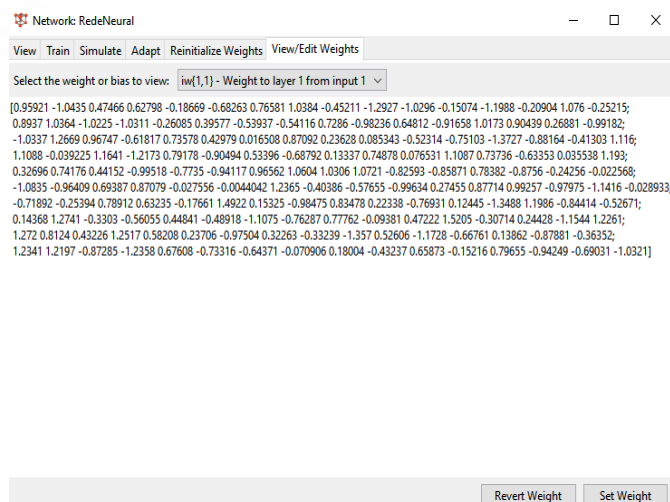 Network: RedeNeural
View Train Simulate Adapt Reinitialize Weights View/Edit Weights
Select the weight or bias to view: iw{1,1} - Weight to layer 1 from input 1
[0.95921 -1.0435 0.47466 0.62798 -0.18669 -0.68263 0.76581 1.0384 -0.45211 -1.2927 -1.0296 -0.15074 -1.1988 -0.20904 1.076 -0.25215;
0.8937 1.0364 -1.0225 -1.0311 -0.26085 0.39577 -0.53937 -0.54116 0.7286 -0.98236 0.64812 -0.91658 1.0173 0.90439 0.26881 -0.99182;
-1.0337 1.2669 0.96747 -0.61817 0.73578 0.42979 0.016508 0.87092 0.23628 0.085343 -0.52314 -0.75103 -1.3727 -0.88164 -0.41303 1.116;
1.1088 -0.039225 1.1641 -1.2173 0.79178 -0.90494 0.53396 -0.68792 0.13337 0.74878 0.076531 1.1087 0.73736 -0.63353 0.035538 1.193;
0.32696 0.74176 0.44152 -0.99518 -0.7735 -0.94117 0.96562 1.0604 1.0306 1.0721 -0.82593 -0.85871 0.78382 -0.8756 -0.24256 -0.022568;
-1.0835 -0.96409 0.69387 0.87079 -0.027556 -0.0044042 1.2365 -0.40386 -0.57655 -0.99634 0.27455 0.87714 0.99257 -0.97975 -1.1416 -0.028933;
-0.71892 -0.25394 0.78912 0.63235 -0.17661 1.4922 0.15325 -0.98475 0.83478 0.22338 -0.76931 0.12445 -1.3488 1.1986 -0.84414 -0.52671;
0.14368 1.2741 -0.3303 -0.56055 0.44841 -0.48918 -1.1075 -0.76287 0.77762 -0.09381 0.47222 1.5205 -0.30714 0.24428 -1.1544 1.2261;
1.272 0.8124 0.43226 1.2517 0.58208 0.23706 -0.97504 0.32263 -0.33239 -1.357 0.52606 -1.1728 -0.66761 0.13862 -0.87881 -0.36352;
1.2341 1.2197 -0.87285 -1.2358 0.67608 -0.73316 -0.64371 -0.070906 0.18004 -0.43237 0.65873 -0.15216 0.79655 -0.94249 -0.69031 -1.0321]
Revert Weight Set Weight